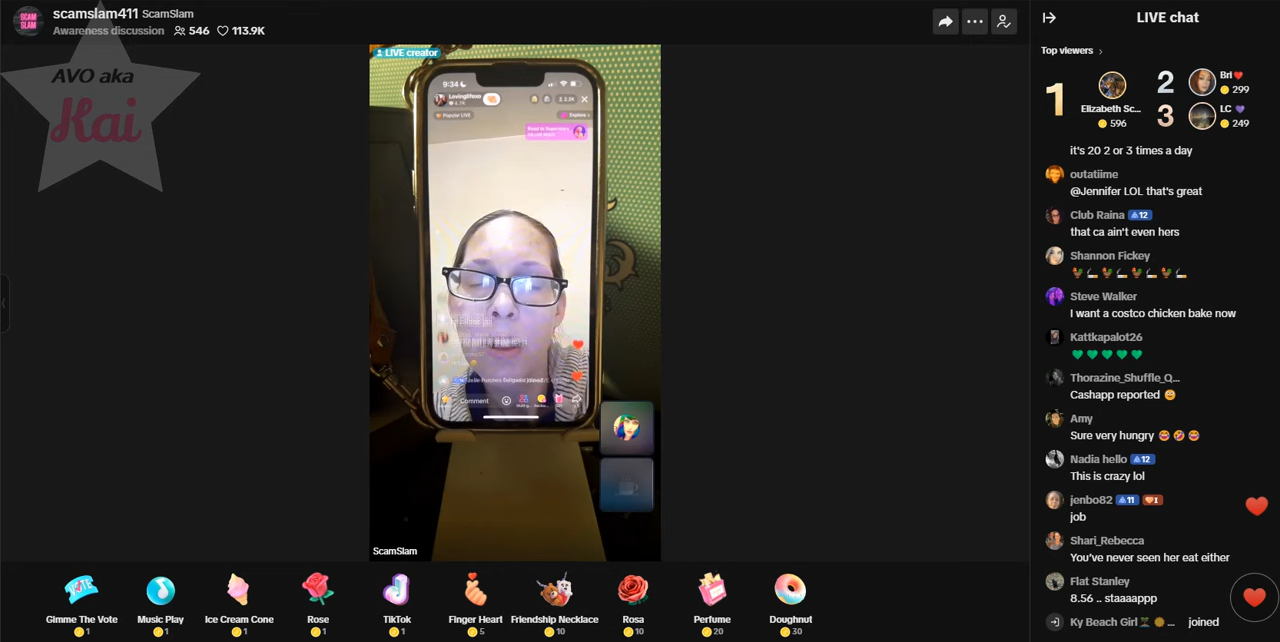 SCAM
SLAM
scamslam411 ScamSlam
Awareness discussion 546 113.9K
AVO aka
Kai
LIVE creator
9:34
Lovinglifexo
Popular LIVE
Explore
Comment
ScamSlam
Gimme The Vote
1
Music Play
1
Ice Cream Cone
1
Rose
1
TikTok
1
Finger Heart
5
Friendship Necklace
10
Rosa
10
Perfume
20
Doughnut
30
LIVE chat
Top viewers
1
Elizabeth Sc...
596
2
Bri
299
3
LC
249
it's 20 2 or 3 times a day
outatiime
@Jennifer LOL that's great
Club Raina 12
that ca ain't even hers
Shannon Fickey
Steve Walker
I want a costco chicken bake now
Kattkapalot26
Thorazine_Shuffle_Q...
Cashapp reported
Amy
Sure very hungry
Nadia hello 12
This is crazy lol
jenbo82 11 I
job
Shari_Rebecca
You've never seen her eat either
Flat Stanley
8.56 .. staaaappp
Ky Beach Girl ... joined